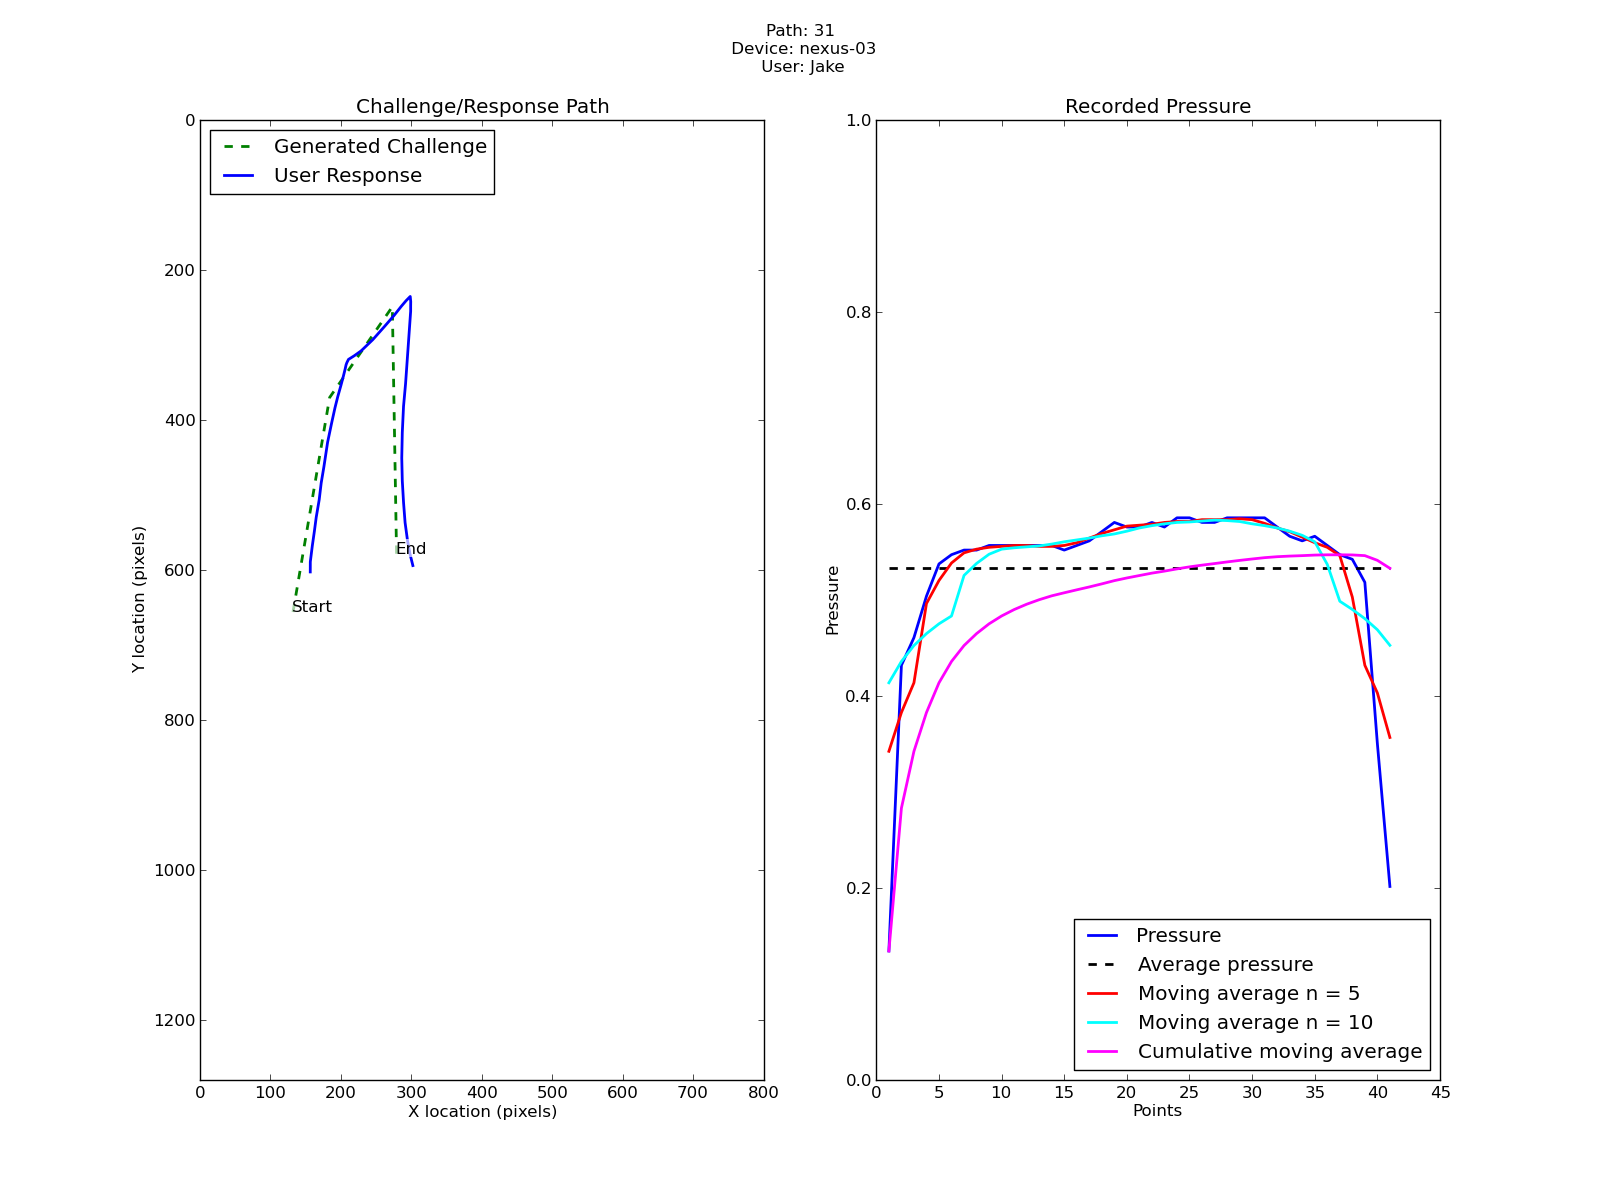 Path: 31
Device: nexus-03
User: Jake
Challenge/Response Path
Generated Challenge
User Response
0
200
400
600
800
1000
1200
Y location (pixels)
Start
End
0 100 200 300 400 500 600 700 800
X location (pixels)
Recorded Pressure
1.0
0.8
0.6
0.4
0.2
0.0
Pressure
Pressure
Average pressure
Moving average n = 5
Moving average n = 10
Cumulative moving average
0 5 10 15 20 25 30 35 40 45
Points